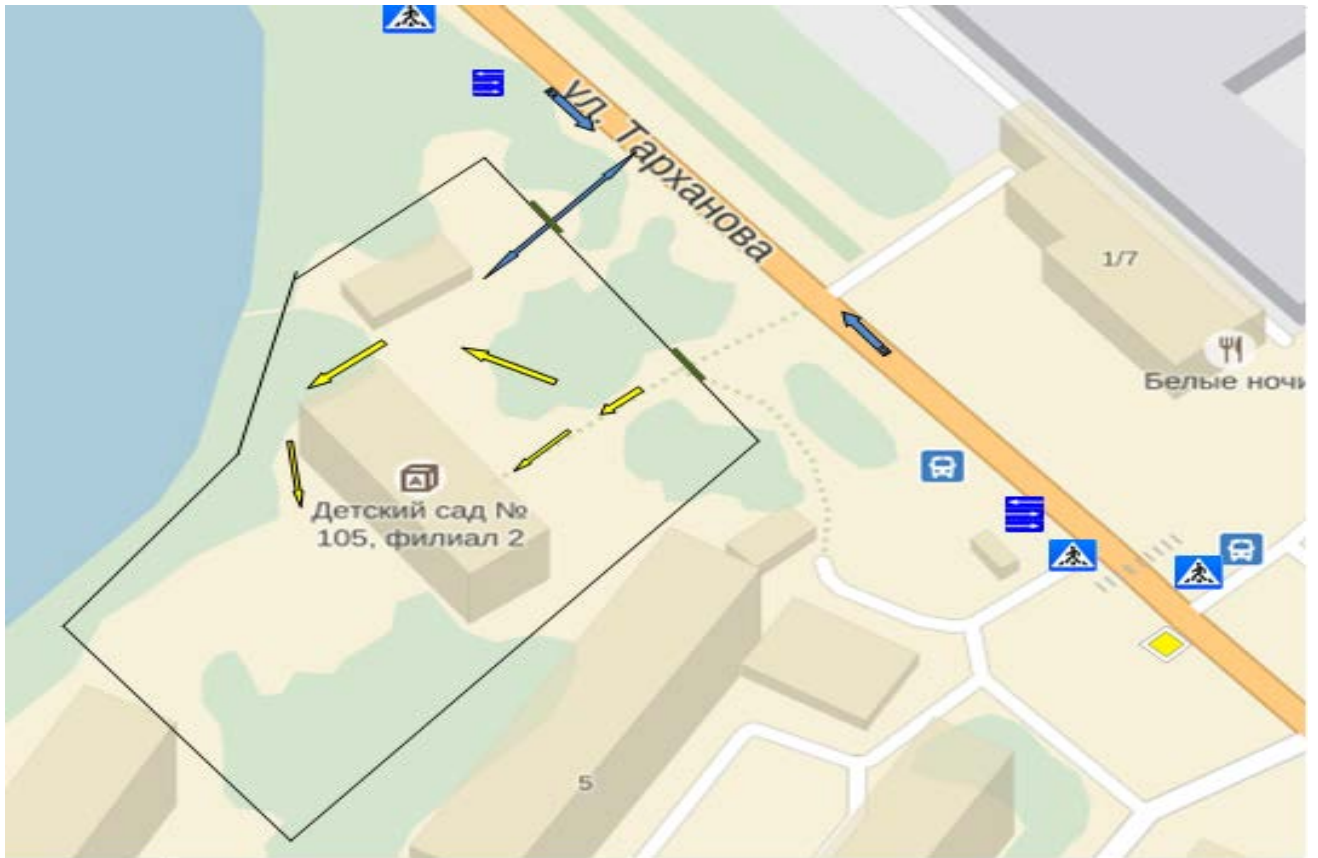 ул. Тарханова
1/7
Белые ночи
Детский сад №
105, филиал 2
5